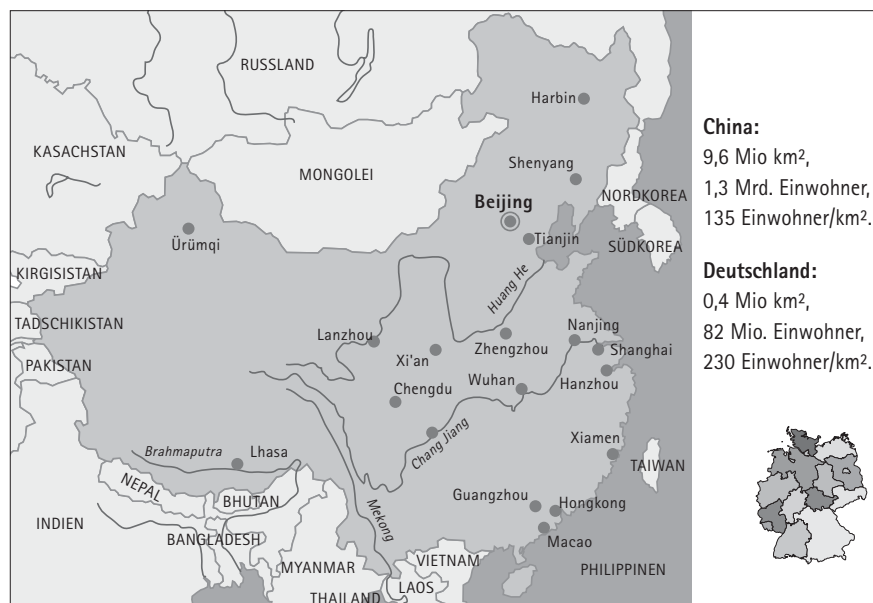 RUSSLAND
Harbin
KASACHSTAN
Shenyang
MONGOLEI
NORDKOREA
Beijing
Ürümqi
Tianjin
SÜDKOREA
KIRGISISTAN
Huang He
TADSCHIKISTAN
Lanzhou
Nanjing
PAKISTAN
Xi'an
Zhengzhou
Shanghai
Chengdu
Wuhan
Hanzhou
Chang Jiang
Xiamen
Brahmaputra
Lhasa
TAIWAN
NEPAL
BHUTAN
Mekong
Guangzhou
Hongkong
INDIEN
BANGLADESH
Macao
MYANMAR
VIETNAM
LAOS
PHILIPPINEN
THAILAND
China:
9,6 Mio km²,
1,3 Mrd. Einwohner,
135 Einwohner/km².
Deutschland:
0,4 Mio km²,
82 Mio. Einwohner,
230 Einwohner/km².